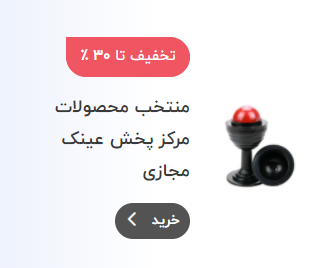 تخفیف تا ۳۰ ٪
منتخب محصولات
مرکز پخش عینک
مجازی
خرید